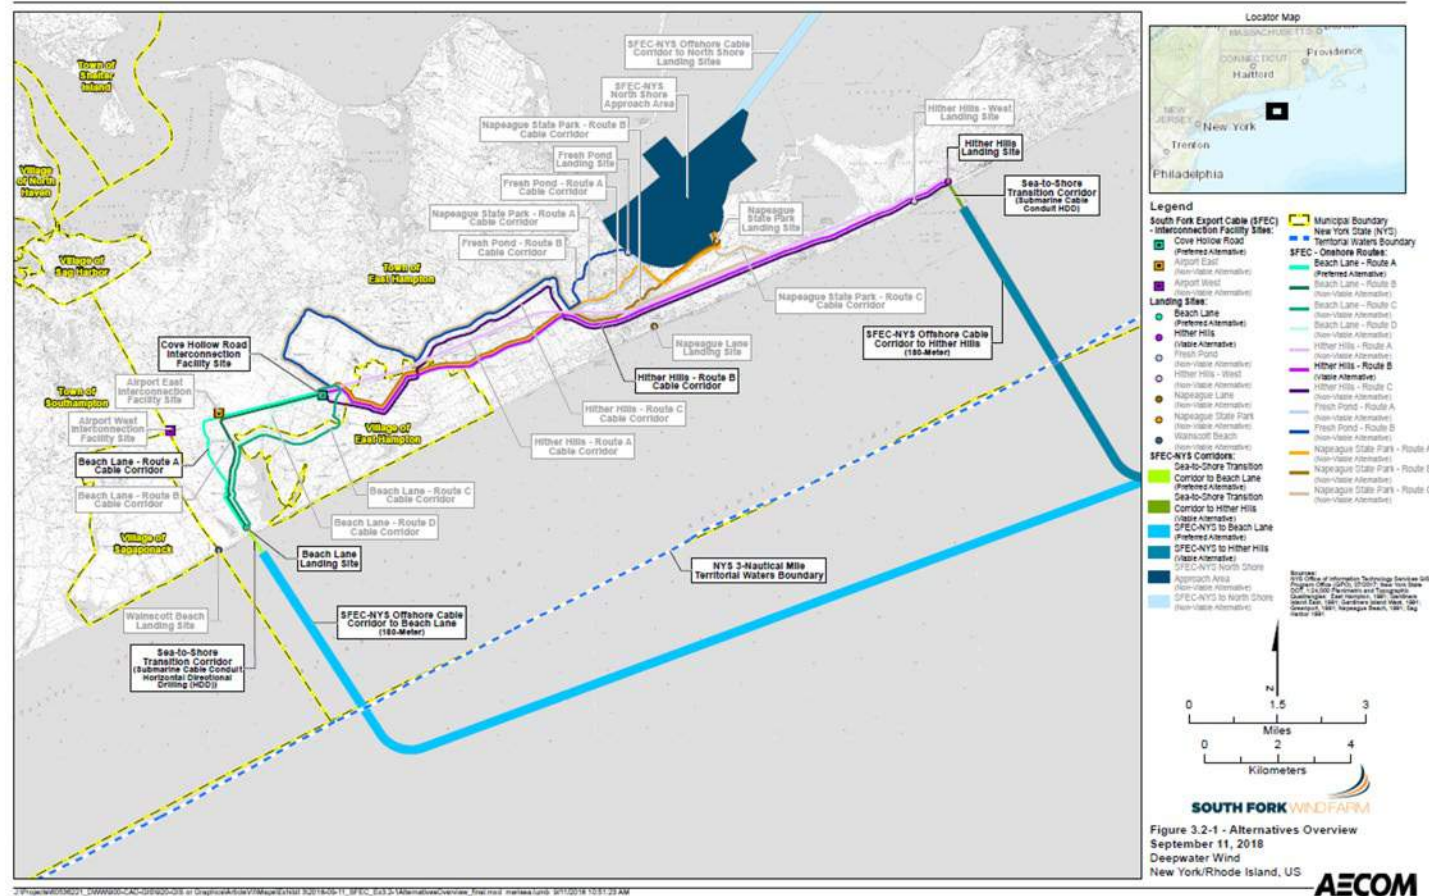 SFEC-NYS Offshore Cable
Corridor to North Shore
Landing Sites
SFEC-NYS
North Shore
Approach Area
Napeague State Park - Route B
Cable Corridor
Fresh Pond
Landing Site
Fresh Pond - Route A
Cable Corridor
Napeague State Park - Route A
Cable Corridor
Fresh Pond - Route B
Cable Corridor
Hither Hills - West
Landing Site
Hither Hills
Landing Site
Sea-to-Shore
Transition Corridor
(Submarine Cable
Conduit HDD)
Napeague
State Park
Landing Site
Napeague State Park - Route C
Cable Corridor
SFEC-NYS Offshore Cable
Corridor to Hither Hills
(180-Meter)
Napeague Lane
Landing Site
Hither Hills - Route B
Cable Corridor
Hither Hills - Route C
Cable Corridor
Hither Hills - Route A
Cable Corridor
Town of
Shelter
Island
Village
of North
Haven
Village of
Sag Harbor
Town of
East Hampton
Cove Hollow Road
Interconnection
Facility Site
Airport East
Interconnection
Facility Site
Town of
Southampton
Airport West
Interconnection
Facility Site
Village of
East Hampton
Beach Lane - Route A
Cable Corridor
Beach Lane - Route B
Cable Corridor
Beach Lane - Route C
Cable Corridor
Beach Lane - Route D
Cable Corridor
Village of
Sagaponack
Beach Lane
Landing Site
NYS 3-Nautical Mile
Territorial Waters Boundary
Wainscott Beach
Landing Site
SFEC-NYS Offshore Cable
Corridor to Beach Lane
(180-Meter)
Sea-to-Shore
Transition Corridor
(Submarine Cable Conduit,
Horizontal Directional
Drilling (HDD))
Locator Map
MASSACHUSETTS
Providence
CONNECTICUT
Hartford
NEW
JERSEY
New York
Trenton
Philadelphia
Legend
South Fork Export Cable (SFEC)
- Interconnection Facility Sites:
Cove Hollow Road
(Preferred Alternative)
Airport East
(Non-Viable Alternative)
Airport West
(Non-Viable Alternative)
Landing Sites:
Beach Lane
(Preferred Alternative)
Hither Hills
(Viable Alternative)
Fresh Pond
(Non-Viable Alternative)
Hither Hills - West
(Non-Viable Alternative)
Napeague Lane
(Non-Viable Alternative)
Napeague State Park
(Non-Viable Alternative)
Wainscott Beach
(Non-Viable Alternative)
SFEC-NYS Corridors:
Sea-to-Shore Transition
Corridor to Beach Lane
(Preferred Alternative)
Sea-to-Shore Transition
Corridor to Hither Hills
(Viable Alternative)
SFEC-NYS to Beach Lane
(Preferred Alternative)
SFEC-NYS to Hither Hills
(Viable Alternative)
SFEC-NYS North Shore
Approach Area
(Non-Viable Alternative)
SFEC-NYS to North Shore
(Non-Viable Alternative)
Municipal Boundary
New York State (NYS)
Territorial Waters Boundary
SFEC - Onshore Routes:
Beach Lane - Route A
(Preferred Alternative)
Beach Lane - Route B
(Non-Viable Alternative)
Beach Lane - Route C
(Non-Viable Alternative)
Beach Lane - Route D
(Non-Viable Alternative)
Hither Hills - Route A
(Non-Viable Alternative)
Hither Hills - Route B
(Viable Alternative)
Hither Hills - Route C
(Non-Viable Alternative)
Fresh Pond - Route A
(Non-Viable Alternative)
Fresh Pond - Route B
(Non-Viable Alternative)
Napeague State Park - Route A
(Non-Viable Alternative)
Napeague State Park - Route B
(Non-Viable Alternative)
Napeague State Park - Route C
(Non-Viable Alternative)
Sources:
N
0 1.5 3
Miles
0 2 4
Kilometers
SOUTH FORK WIND FARM
Figure 3.2-1 - Alternatives Overview
September 11, 2018
Deepwater Wind
New York/Rhode Island, US
AECOM